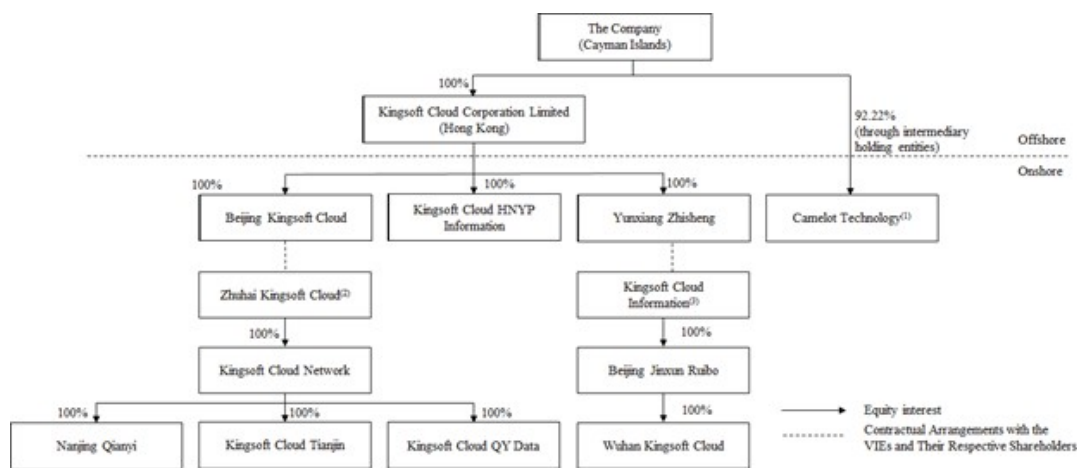 The Company
(Cayman Islands)
100%
Kingsoft Cloud Corporation Limited
(Hong Kong)
92.22%
(through intermediary
holding entities)
Offshore
Onshore
100%
100%
100%
Beijing Kingsoft Cloud
Kingsoft Cloud HNYP
Information
Yunxiang Zhisheng
Camelot Technology(1)
Zhuhai Kingsoft Cloud(2)
Kingsoft Cloud
Information(3)
100%
100%
Kingsoft Cloud Network
Beijing Jinxun Ruibo
100%
100%
100%
100%
Nanjing Qianyi
Kingsoft Cloud Tianjin
Kingsoft Cloud QY Data
Wuhan Kingsoft Cloud
Equity interest
Contractual Arrangements with the
VIEs and Their Respective Shareholders